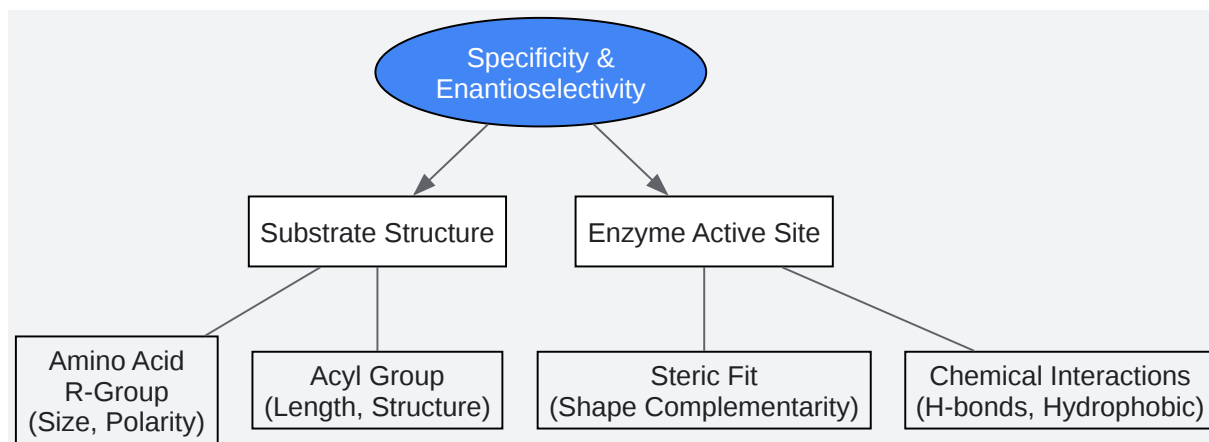 Specificity &
Enantioselectivity
Substrate Structure
Enzyme Active Site
Amino Acid
R-Group
(Size, Polarity)
Acyl Group
(Length, Structure)
Steric Fit
(Shape Complementarity)
Chemical Interactions
(H-bonds, Hydrophobic)